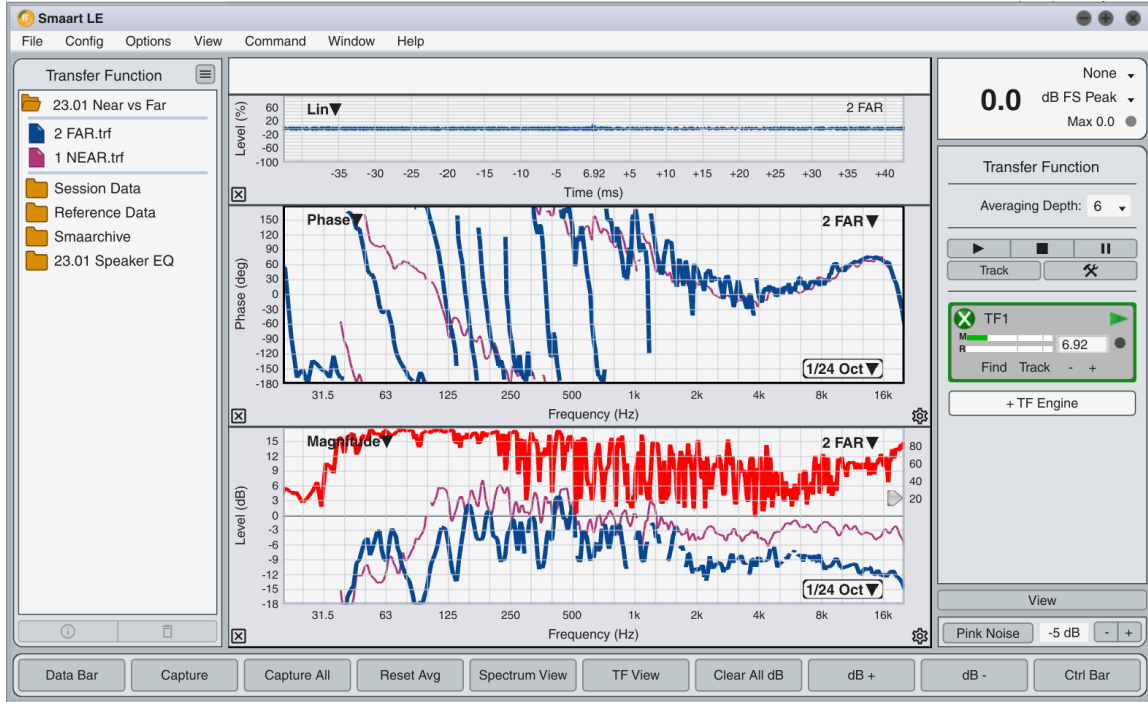 Smaart LE
File Config Options View Command Window Help
Transfer Function
23.01 Near vs Far
2 FAR.trf
1 NEAR.trf
Session Data
Reference Data
Smaarchive
23.01 Speaker EQ
Level (%)
60
20
-20
-60
-100
Lin▼
2 FAR
-35 -30 -25 -20 -15 -10 -5 6.92 +5 +10 +15 +20 +25 +30 +35 +40
Time (ms)
Phase (deg)
150
120
90
60
30
0
-30
-60
-90
-120
-150
-180
Phase▼
2 FAR▼
1/24 Oct▼
31.5 63 125 250 500 1k 2k 4k 8k 16k
Frequency (Hz)
Level (dB)
15
12
9
6
3
0
-3
-6
-9
-12
-15
-18
Magnitude▼
2 FAR▼
80
60
40
20
1/24 Oct▼
31.5 63 125 250 500 1k 2k 4k 8k 16k
Frequency (Hz)
None
0.0 dB FS Peak
Max 0.0
Transfer Function
Averaging Depth: 6
Track
TF1
M
R
6.92
Find Track - +
+ TF Engine
View
Pink Noise -5 dB - +
Data Bar Capture Capture All Reset Avg Spectrum View TF View Clear All dB dB + dB - Ctrl Bar